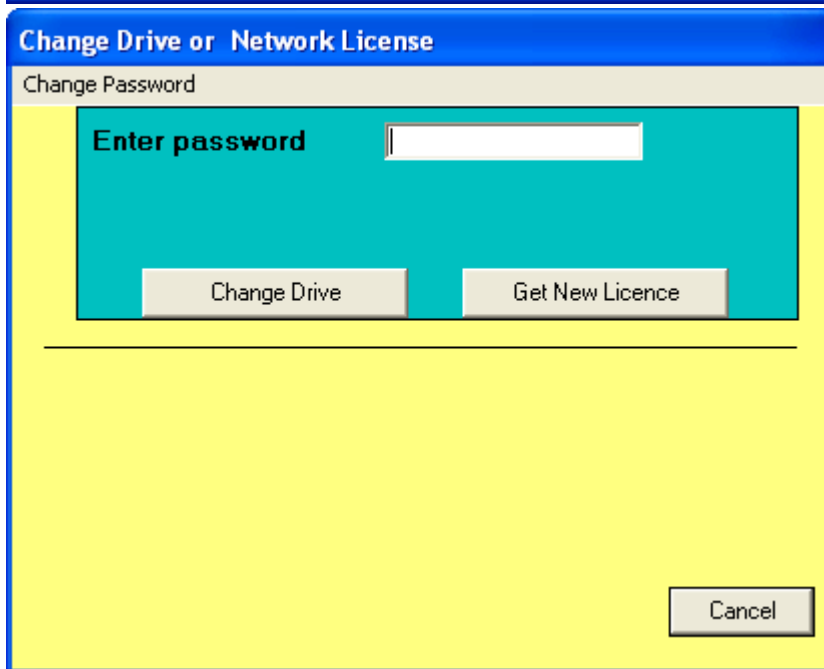 Change Drive or  Network License
Change Password
Enter password
Change Drive
Get New Licence
Cancel